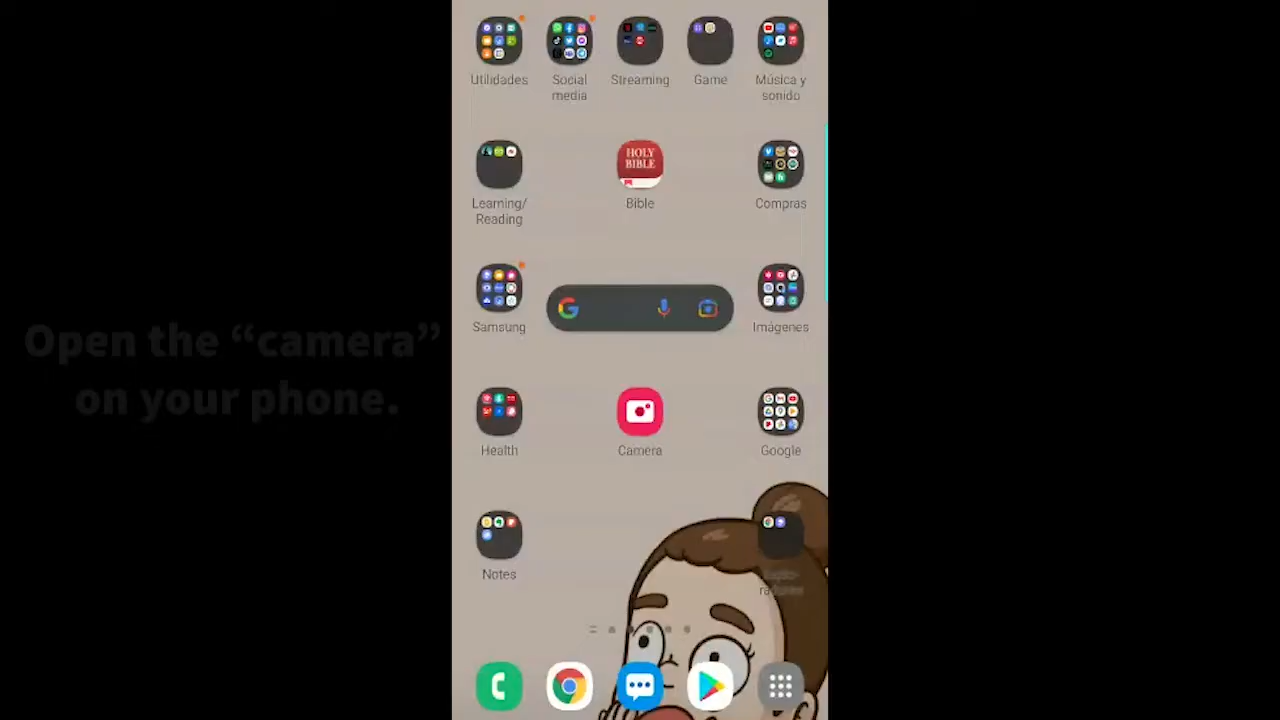 Utilidades
Social
media
Streaming
Game
Música y
sonido
Learning/
Reading
HOLY
BIBLE
Bible
Compras
Samsung
Imágenes
Open the “camera”
on your phone.
Health
Camera
Google
Notes